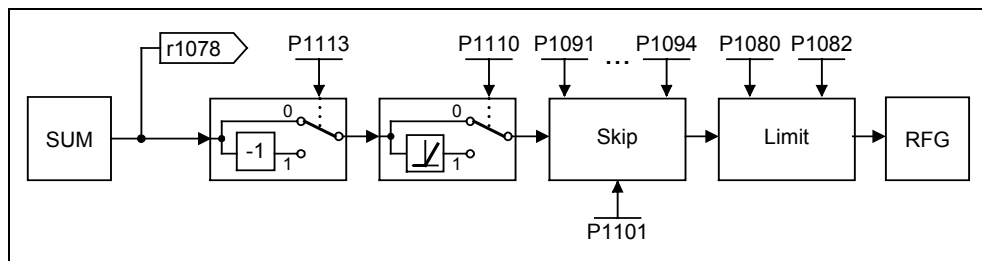 r1078
P1113
P1110
P1091
...
P1094
P1080
P1082
SUM
0
-1
1
0
1
Skip
Limit
RFG
P1101